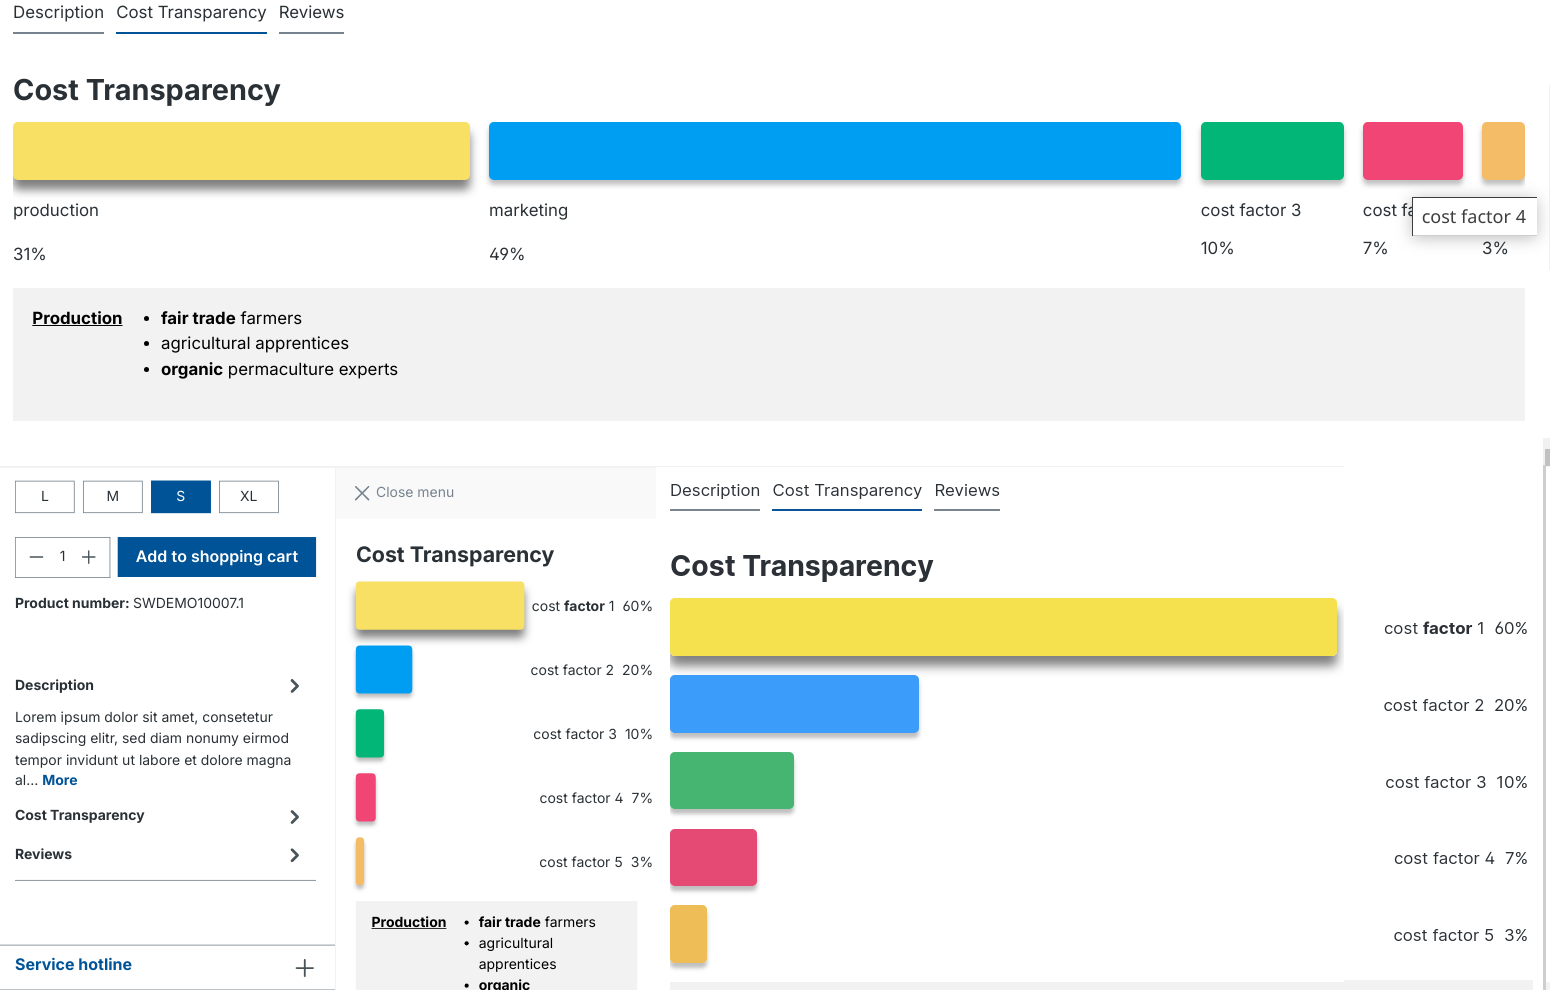 Description Cost Transparency Reviews
Cost Transparency
production marketing cost factor 3 cost fa cost factor 4
31% 49% 10% 7% 3%
Production • fair trade farmers
• agricultural apprentices
• organic permaculture experts
L M S XL
1 Add to shopping cart
Product number: SWDEMO10007.1
Description
Lorem ipsum dolor sit amet, consetetur
sadipscing elitr, sed diam nonumy eirmod
tempor invidunt ut labore et dolore magna
al... More
Cost Transparency
Reviews
Service hotline
Close menu
Cost Transparency
cost factor 1 60%
cost factor 2 20%
cost factor 3 10%
cost factor 4 7%
cost factor 5 3%
Production • fair trade farmers
• agricultural
apprentices
• organic
Description Cost Transparency Reviews
Cost Transparency
cost factor 1 60%
cost factor 2 20%
cost factor 3 10%
cost factor 4 7%
cost factor 5 3%